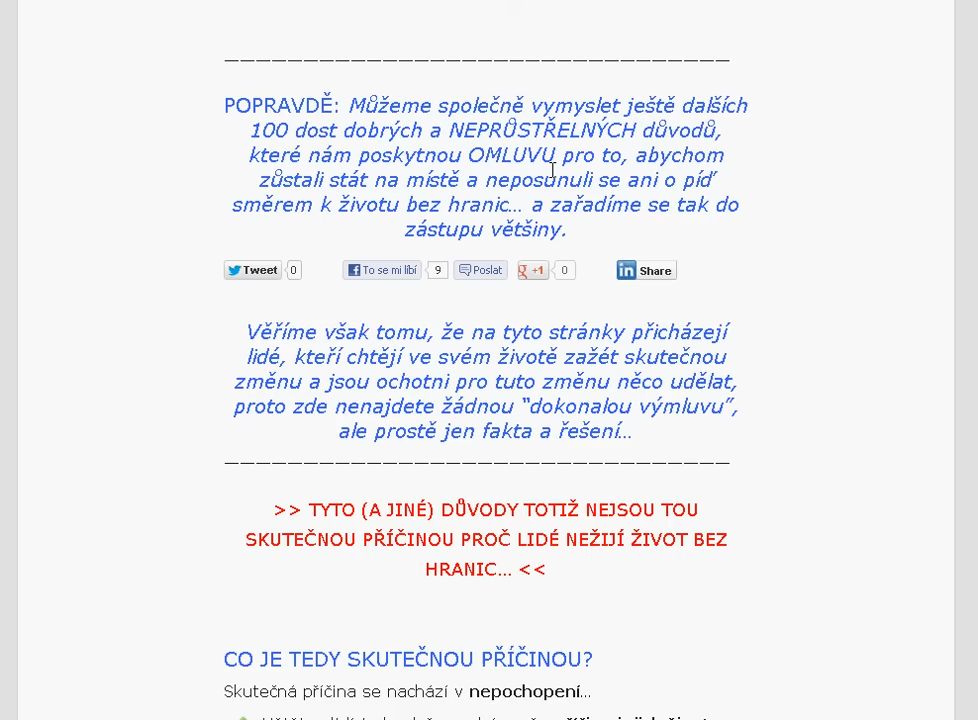 ________________________________
POPRAVDĚ: Můžeme společně vymyslet ještě dalších
100 dost dobrých a NEPRŮSTŘELNÝCH důvodů,
které nám poskytnou OMLUVU pro to, abychom
zůstali stát na místě a neposunuli se ani o píď
směrem k životu bez hranic… a zařadíme se tak do
zástupu většiny.
Tweet 0 To se mi líbí 9 Poslat +1 0 in Share
Věříme však tomu, že na tyto stránky přicházejí
lidé, kteří chtějí ve svém životě zažét skutečnou
změnu a jsou ochotni pro tuto změnu něco udělat,
proto zde nenajdete žádnou “dokonalou výmluvu”,
ale prostě jen fakta a řešení…
________________________________
>> TYTO (A JINÉ) DŮVODY TOTIŽ NEJSOU TOU
SKUTEČNOU PŘÍČINOU PROČ LIDÉ NEŽIJÍ ŽIVOT BEZ
HRANIC… <<
CO JE TEDY SKUTEČNOU PŘÍČINOU?
Skutečná příčina se nachází v nepochopení…